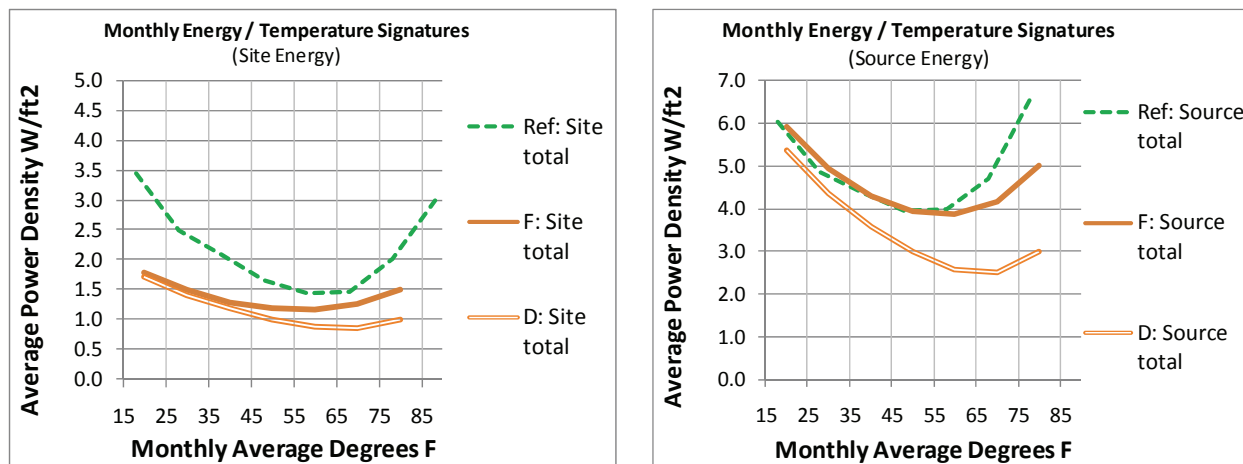 Monthly Energy / Temperature Signatures
(Site Energy)
Average Power Density W/ft2
5.0
4.5
4.0
3.5
3.0
2.5
2.0
1.5
1.0
0.5
0.0
15 25 35 45 55 65 75 85
Monthly Average Degrees F
Ref: Site
total
F: Site
total
D: Site
total
Monthly Energy / Temperature Signatures
(Source Energy)
Average Power Density W/ft2
7.0
6.0
5.0
4.0
3.0
2.0
1.0
0.0
15 25 35 45 55 65 75 85
Monthly Average Degrees F
Ref: Source
total
F: Source
total
D: Source
total